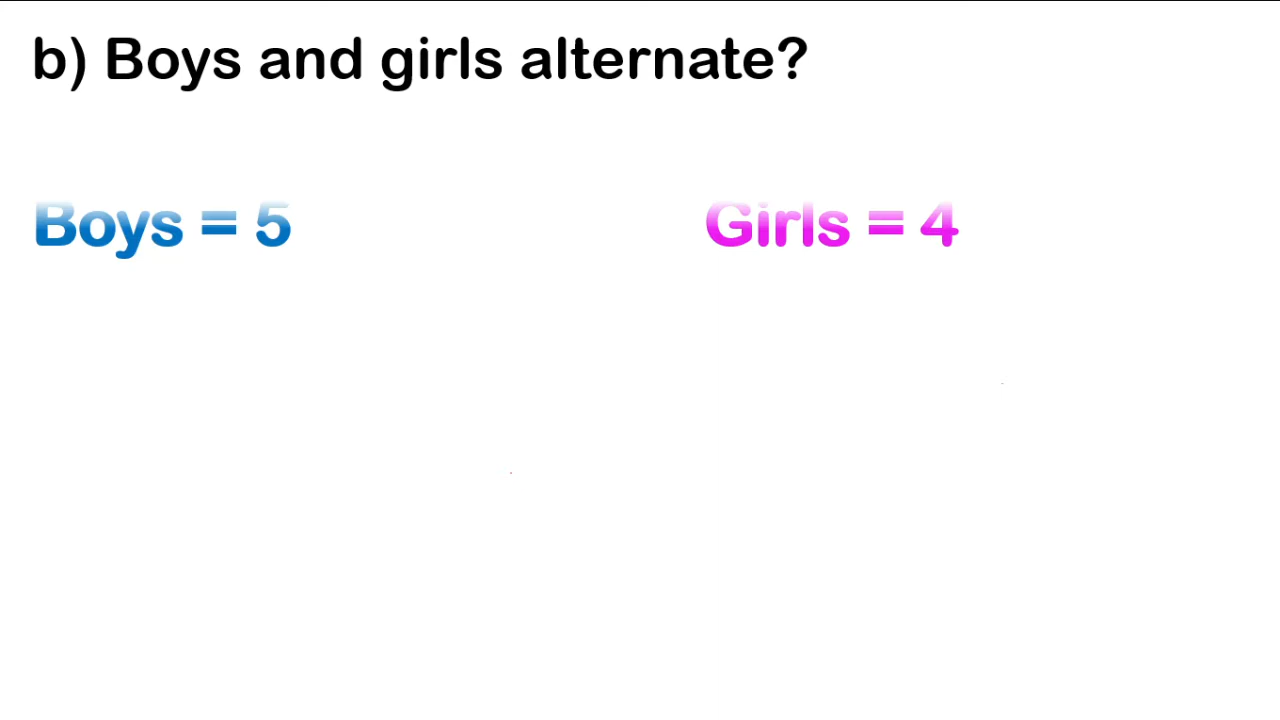 b) Boys and girls alternate?
Boys = 5
Girls = 4